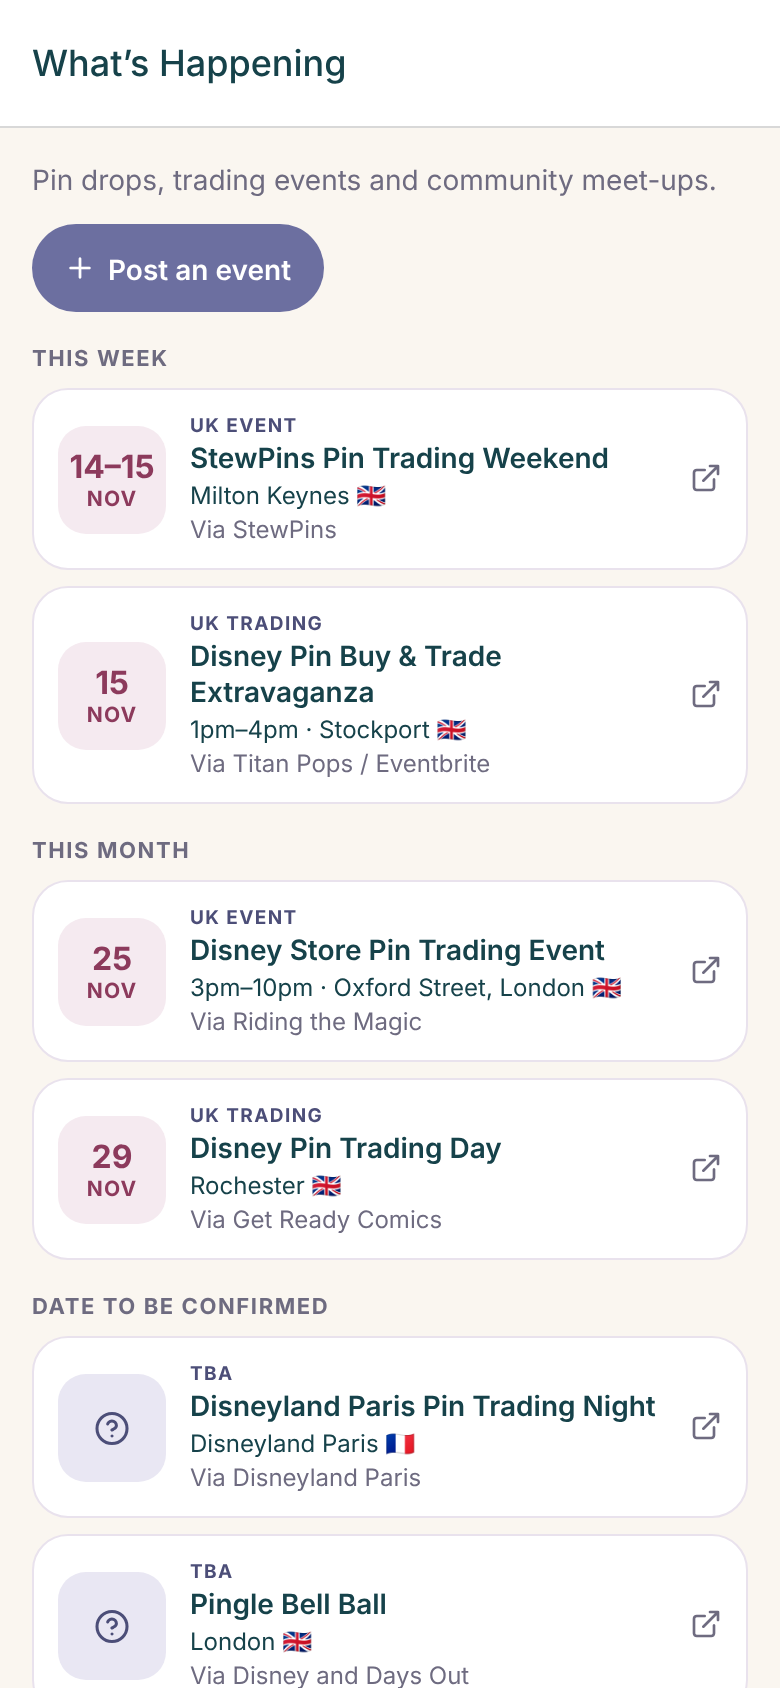 What's Happening
Pin drops, trading events and community meet-ups.
+ Post an event
THIS WEEK
14–15
NOV
UK EVENT
StewPins Pin Trading Weekend
Milton Keynes 🇬🇧
Via StewPins
15
NOV
UK TRADING
Disney Pin Buy & Trade
Extravaganza
1pm–4pm · Stockport 🇬🇧
Via Titan Pops / Eventbrite
THIS MONTH
25
NOV
UK EVENT
Disney Store Pin Trading Event
3pm–10pm · Oxford Street, London 🇬🇧
Via Riding the Magic
29
NOV
UK TRADING
Disney Pin Trading Day
Rochester 🇬🇧
Via Get Ready Comics
DATE TO BE CONFIRMED
TBA
Disneyland Paris Pin Trading Night
Disneyland Paris 🇫🇷
Via Disneyland Paris
TBA
Pingle Bell Ball
London 🇬🇧
Via Disney and Days Out